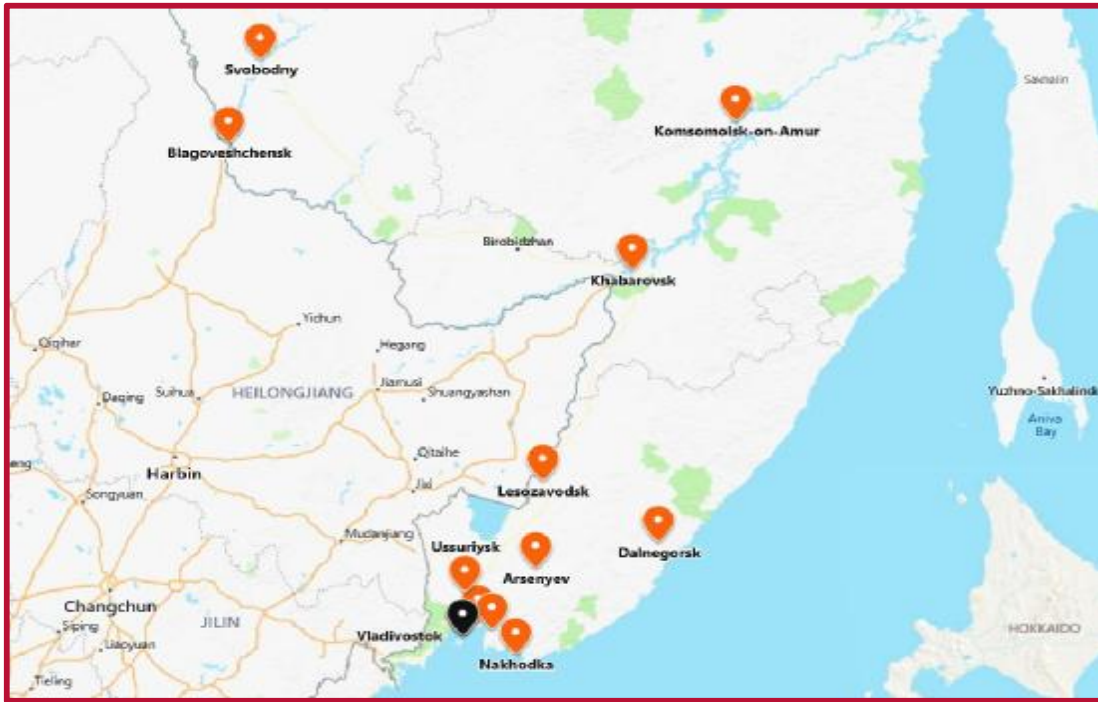 Svobodny
Sakhalin
Komsomolsk-on-Amur
Blagoveshchensk
Birobidzhan
Khabarovsk
Yichun
Qiqihar
Hegang
Jiamusi
Suihua
HEILONGJIANG
Shuangyashan
Daqing
Yuzhno-Sakhalinsk
Aniva
Bay
Qitaihe
Harbin
Lesozavodsk
Jixi
Songyuan
Mudanjiang
Ussuriysk
Dalnegorsk
Arsenyev
Changchun
Siping
JILIN
Vladivostok
HOKKAIDO
Liaoyuan
Nakhodka
Tieling